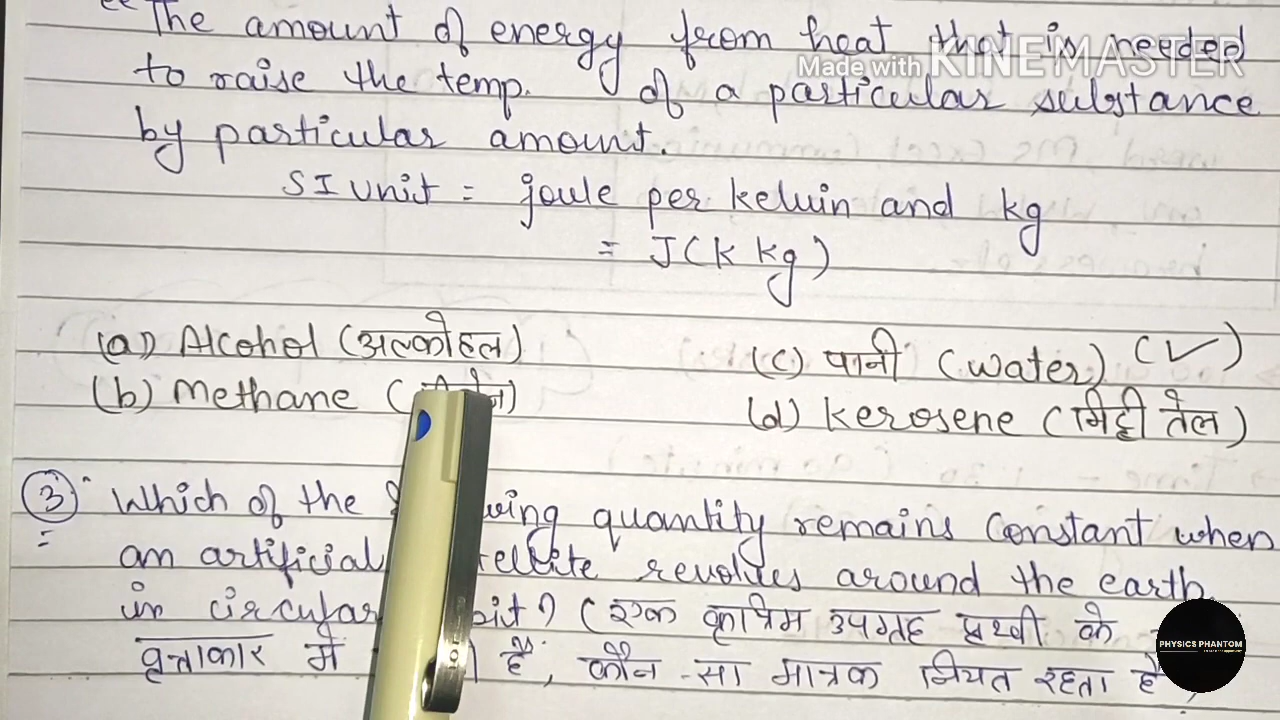 “The amount of energy from heat that is needed
Made with KINEMASTER
to raise the temp. of a particular substance
by particular amount.
SI Unit = joule per kelvin and kg
= J(K kg)
(a) Alcohol (अल्कोहल)
(c) पानी (water) (✓)
(b) Methane (
(d) Kerosene (मिट्टी तेल)
(3) Which of the quantity remains constant when
an artificial revolves around the earth
in circular (एक कृत्रिम उपग्रह पृथ्वी के
वृत्ताकार में है, कौन-सा मात्रक नियत रहता है,
PHYSICS PHANTOM